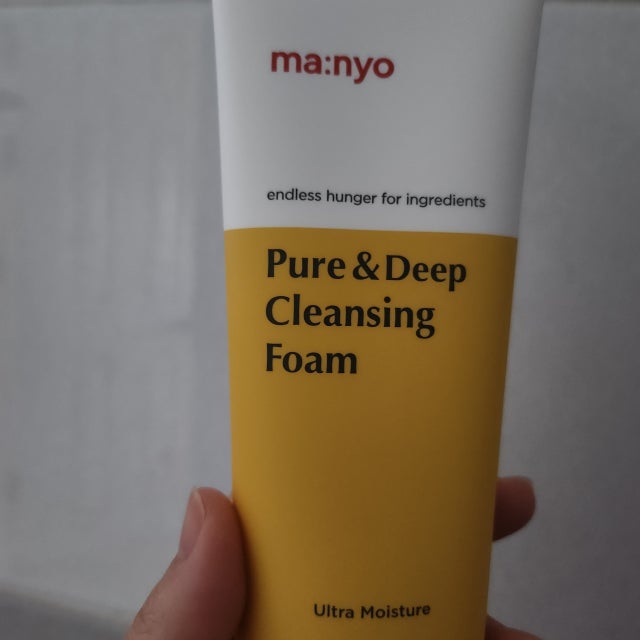 ma:nyo
endless hunger for ingredients
Pure & Deep
Cleansing
Foam
Ultra Moisture